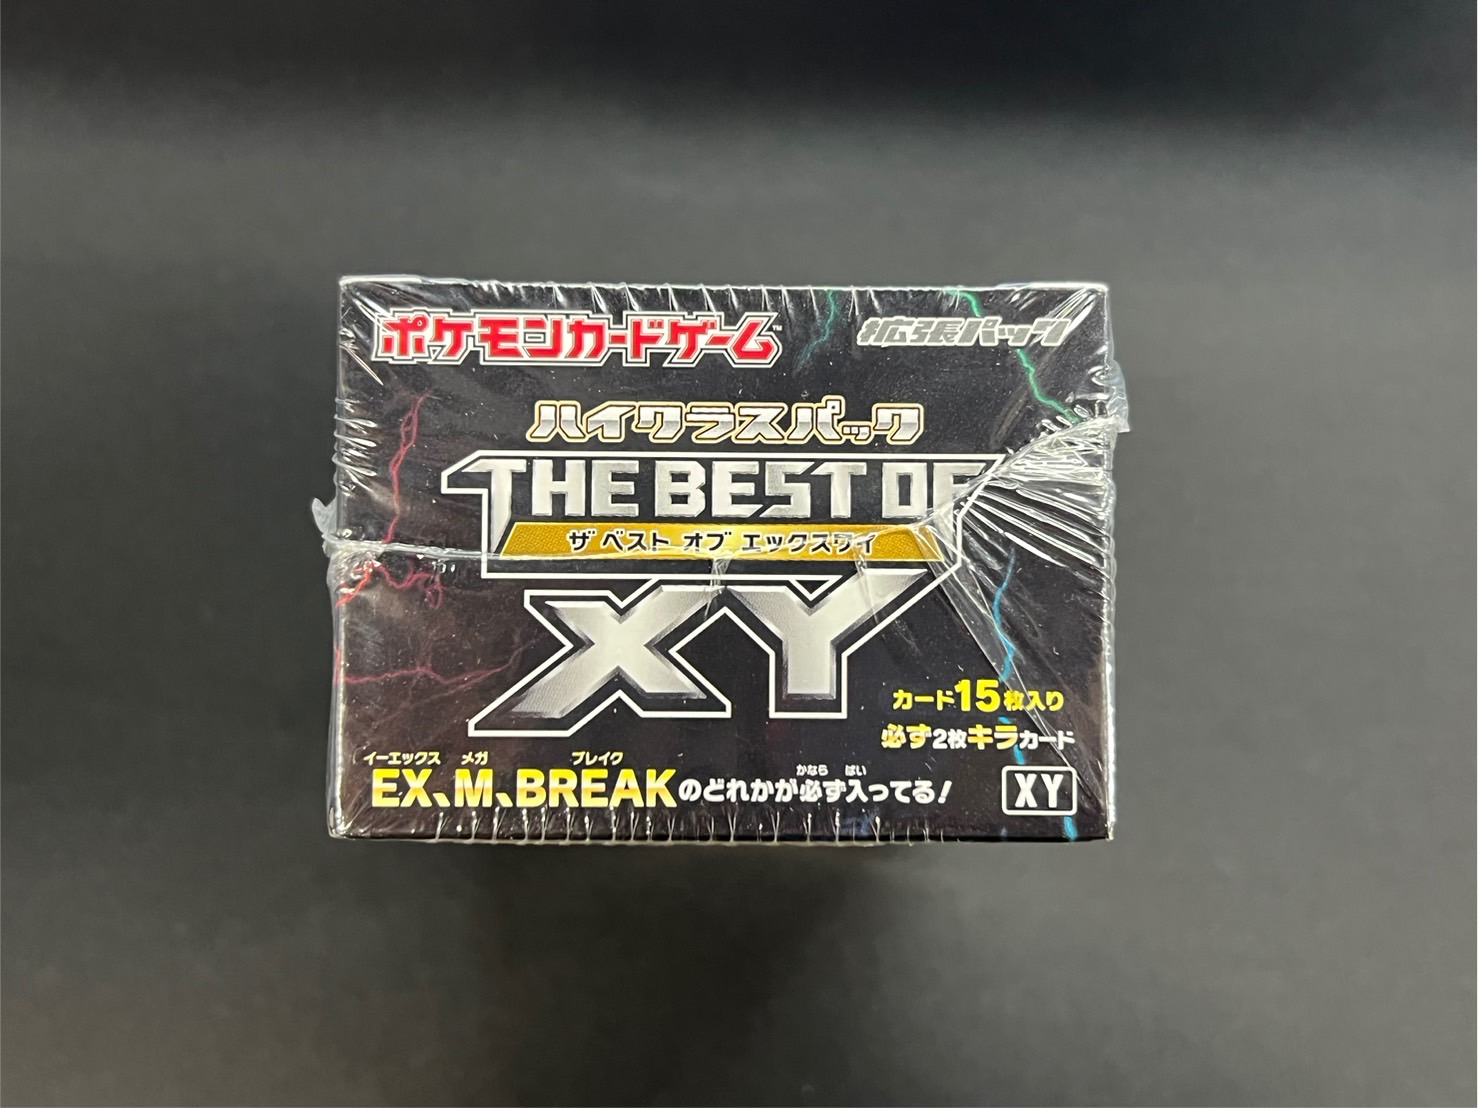 ポケモンカードゲーム™
拡張パック
ハイクラスパック
THE BEST OF
ザ ベスト オブ エックスワイ
XY
カード15枚入り
必ず2枚キラカード
イーエックス メガ ブレイク かなら はい
EX、M、BREAKのどれかが必ず入ってる!
XY